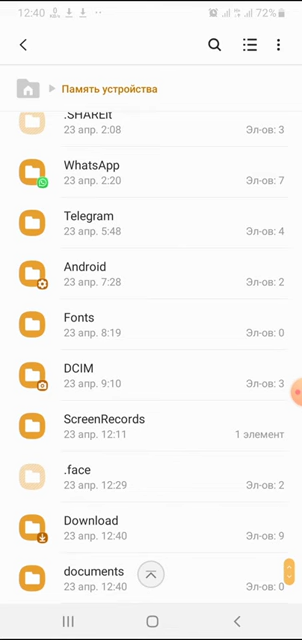 12:40
72%
Память устройства
.SHAREit
23 апр. 2:08
Эл-ов: 3
WhatsApp
23 апр. 2:20
Эл-ов: 7
Telegram
23 апр. 5:48
Эл-ов: 4
Android
23 апр. 7:28
Эл-ов: 2
Fonts
23 апр. 8:19
Эл-ов: 0
DCIM
23 апр. 9:10
Эл-ов: 3
ScreenRecords
23 апр. 12:11
1 элемент
.face
23 апр. 12:29
Эл-ов: 2
Download
23 апр. 12:40
Эл-ов: 9
documents
23 апр. 12:40
Эл-ов: 0